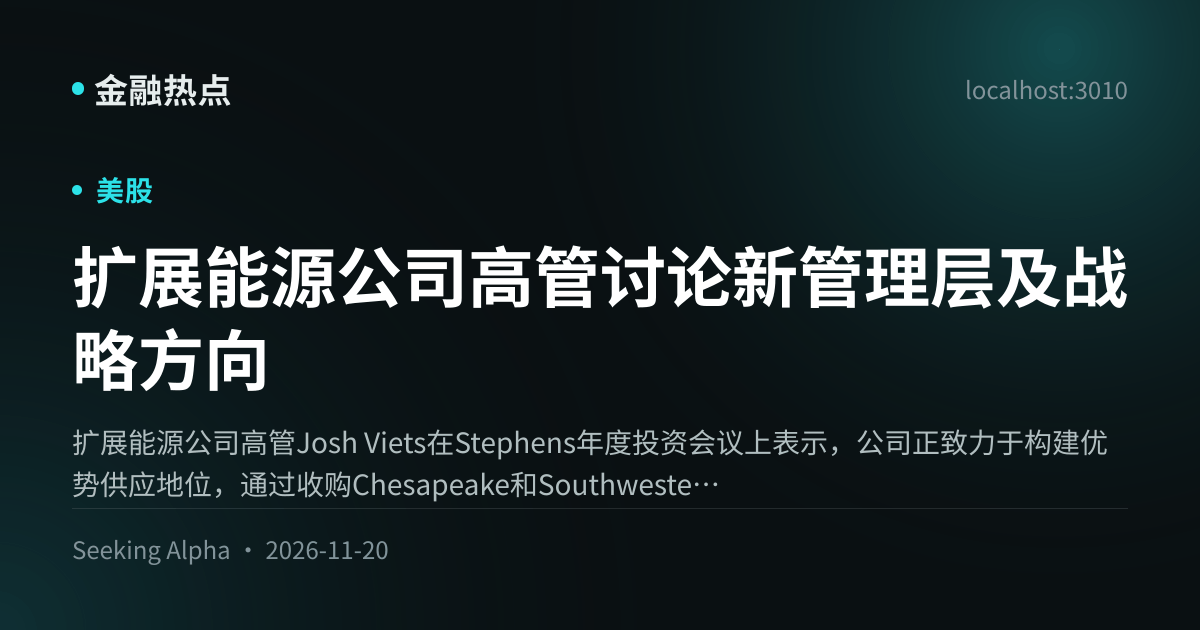 金融热点
localhost:3010
美股
扩展能源公司高管讨论新管理层及战
略方向
扩展能源公司高管Josh Viets在Stephens年度投资会议上表示，公司正致力于构建优
势供应地位，通过收购Chesapeake和Southweste…
Seeking Alpha · 2026-11-20